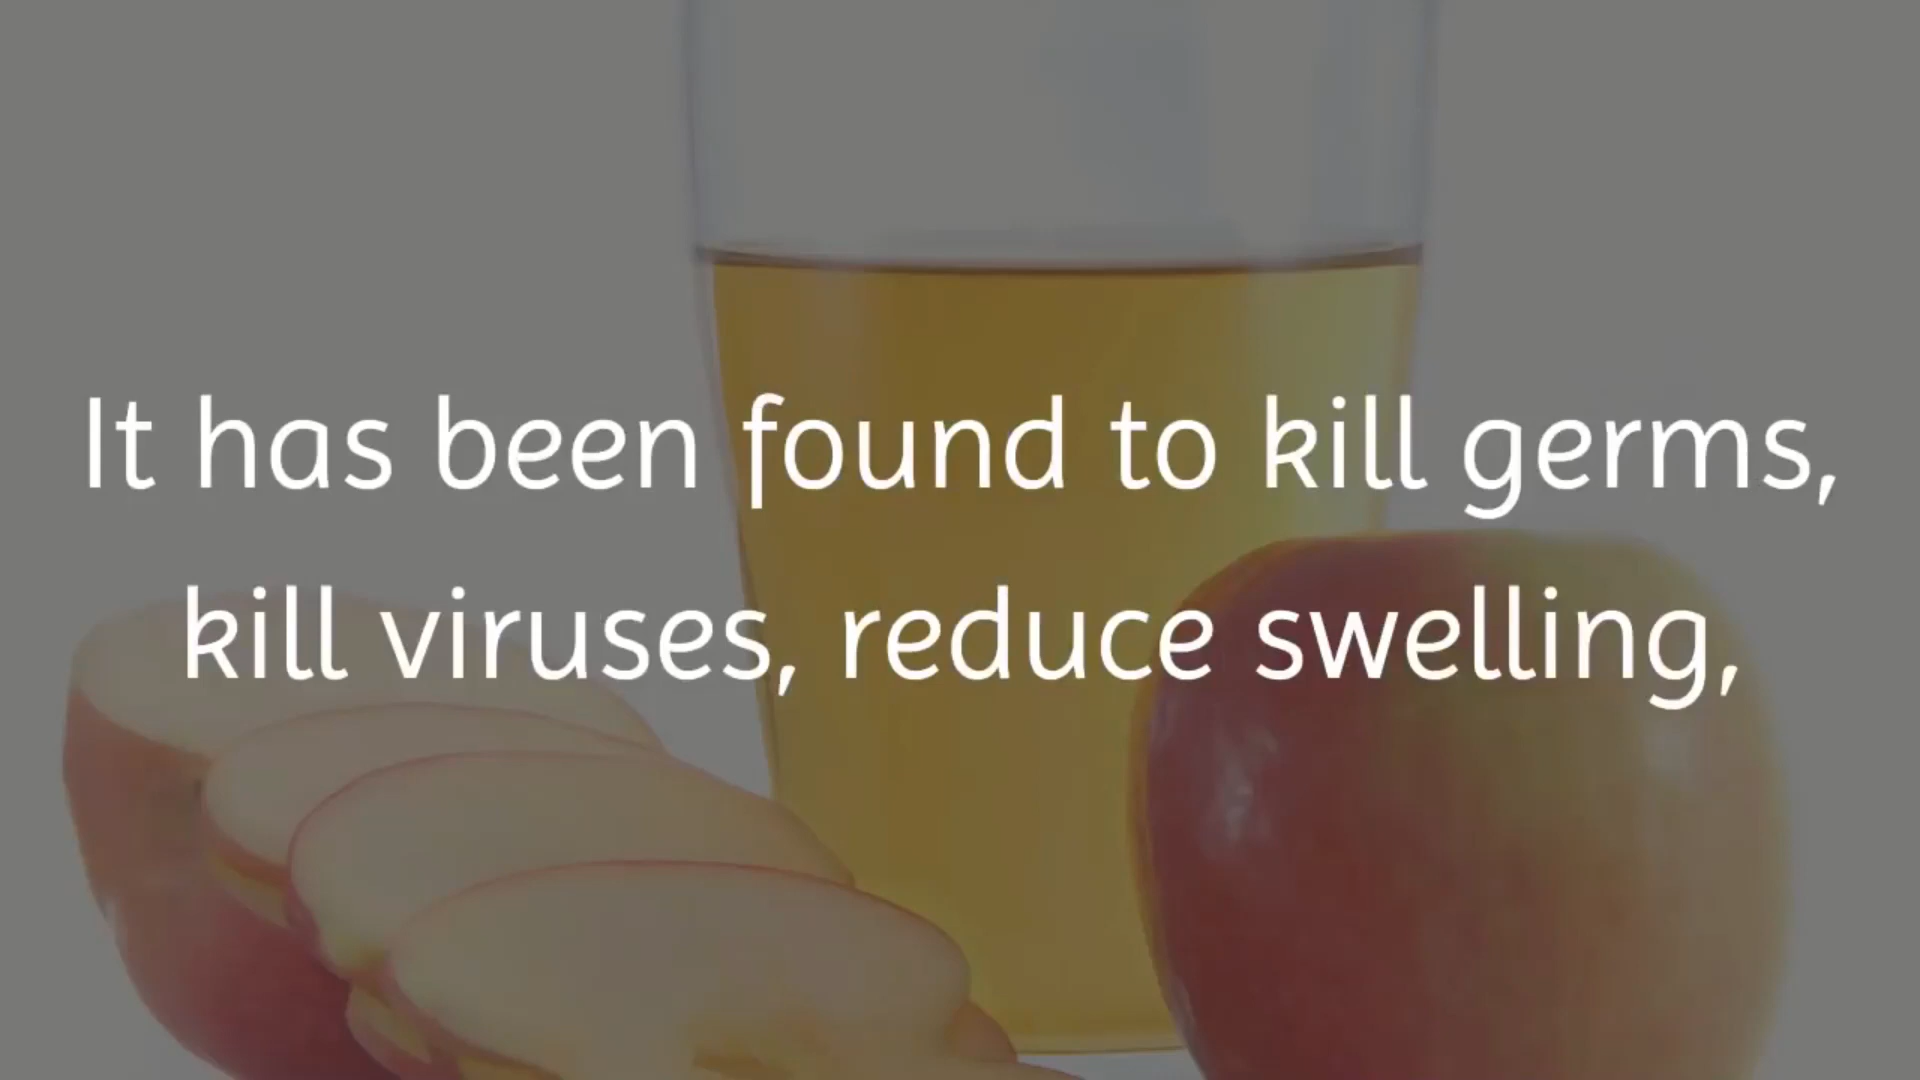 It has been found to kill germs,
kill viruses, reduce swelling,